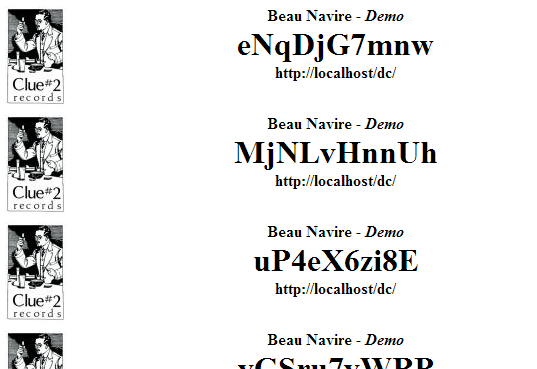 Clue#2
records
Beau Navire - Demo
eNqDjG7mnw
http://localhost/dc/
Clue#2
records
Beau Navire - Demo
MjNLvHnnUh
http://localhost/dc/
Clue#2
records
Beau Navire - Demo
uP4eX6zi8E
http://localhost/dc/
Beau Navire - Demo